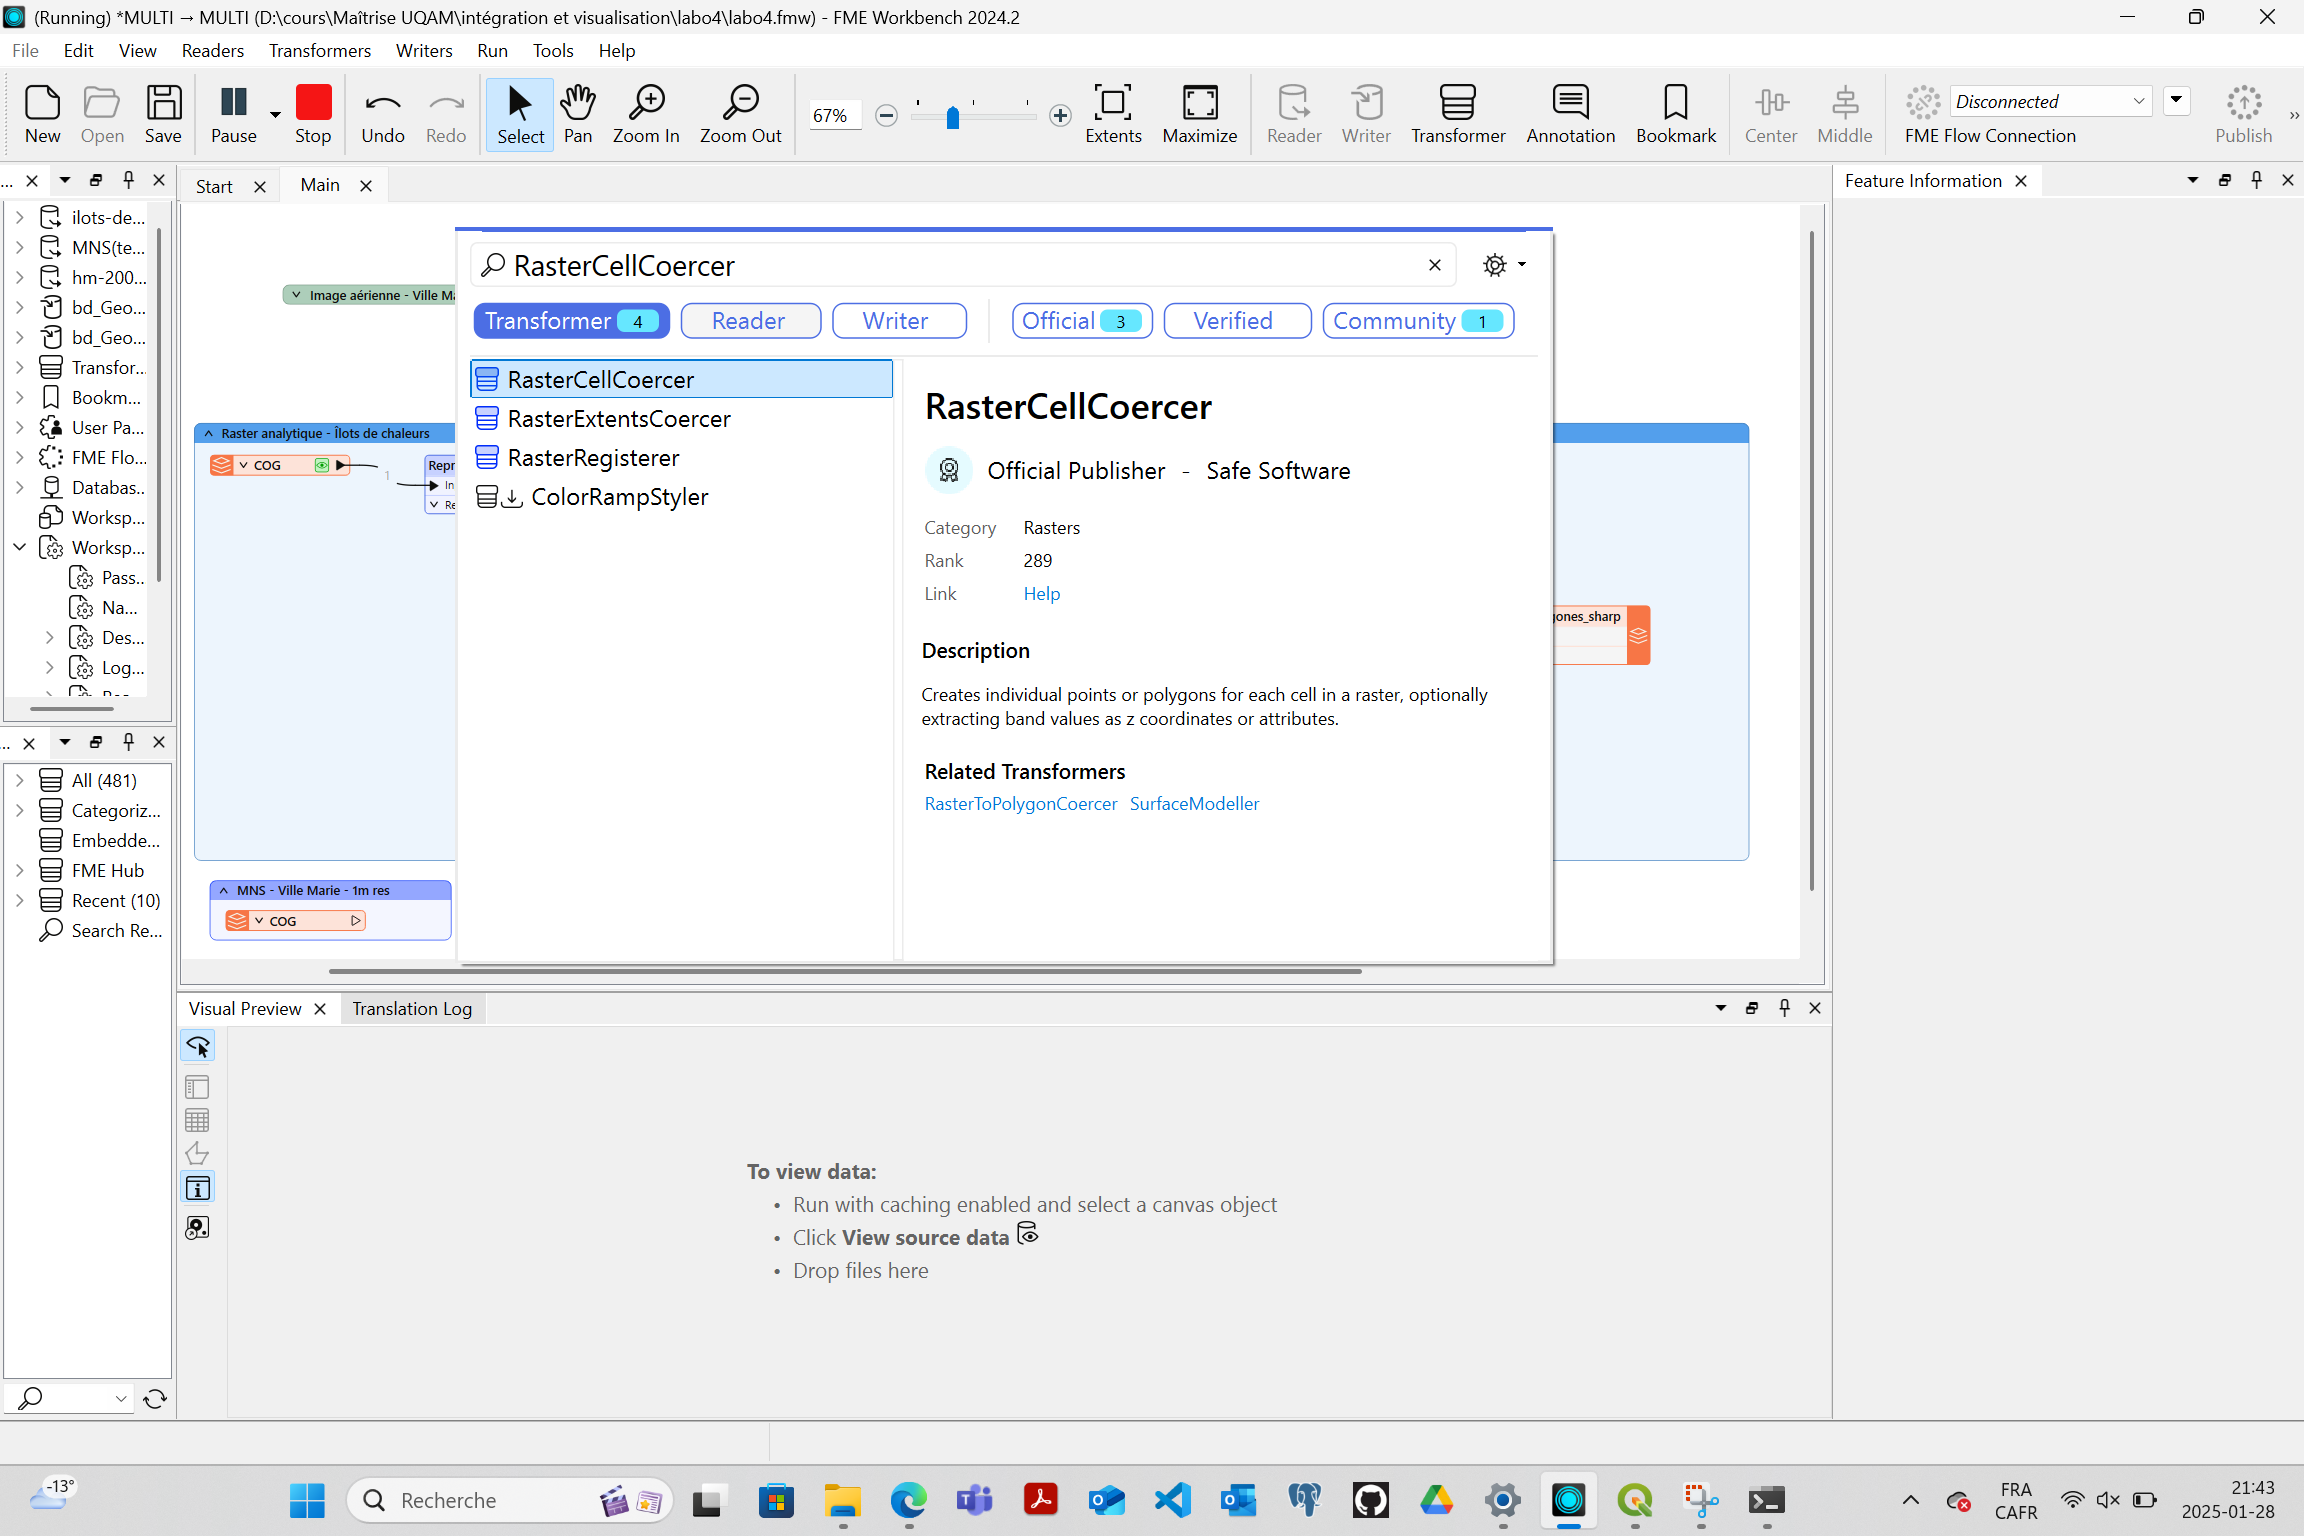 (Running) *MULTI → MULTI (D:\cours\Maîtrise UQAM\intégration et visualisation\labo4\labo4.fmw) - FME Workbench 2024.2
File Edit View Readers Transformers Writers Run Tools Help
New Open Save Pause Stop Undo Redo Select Pan Zoom In Zoom Out 67% Extents Maximize Reader Writer Transformer Annotation Bookmark Center Middle Disconnected FME Flow Connection Publish
...
Start Main
Feature Information
ilots-de...
MNS(te...
hm-200...
bd_Geo...
bd_Geo...
Transfor...
Bookm...
User Pa...
FME Flo...
Databas...
Worksp...
Worksp...
Pass...
Na...
Des...
Log...
...
All (481)
Categoriz...
Embedde...
FME Hub
Recent (10)
Search Re...
Image aérienne - Ville Ma
Raster analytique - Îlots de chaleurs
COG
1
Repr
In
Re
MNS - Ville Marie - 1m res
COG
jones_sharp
RasterCellCoercer
Transformer 4 Reader Writer Official 3 Verified Community 1
RasterCellCoercer
RasterExtentsCoercer
RasterRegisterer
ColorRampStyler
RasterCellCoercer
Official Publisher - Safe Software
Category Rasters
Rank 289
Link Help
Description
Creates individual points or polygons for each cell in a raster, optionally
extracting band values as z coordinates or attributes.
Related Transformers
RasterToPolygonCoercer SurfaceModeller
Visual Preview Translation Log
To view data:
• Run with caching enabled and select a canvas object
• Click View source data
• Drop files here
-13°
Recherche
FRA
CAFR
21:43
2025-01-28